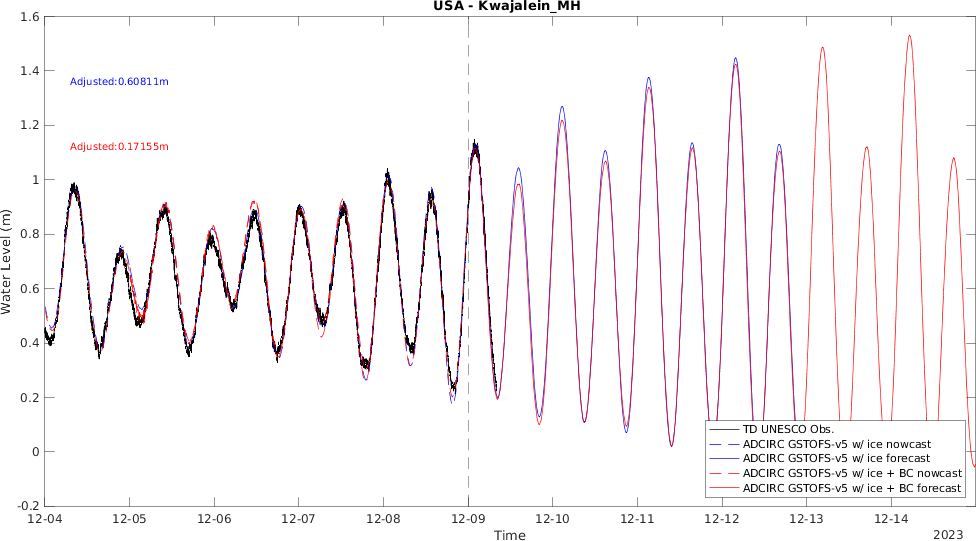 USA - Kwajalein_MH
1.6
1.4
1.2
1
0.8
0.6
0.4
0.2
0
-0.2
Water Level (m)
Adjusted:0.60811m
Adjusted:0.17155m
TD UNESCO Obs.
ADCIRC GSTOFS-v5 w/ ice nowcast
ADCIRC GSTOFS-v5 w/ ice forecast
ADCIRC GSTOFS-v5 w/ ice + BC nowcast
ADCIRC GSTOFS-v5 w/ ice + BC forecast
12-04 12-05 12-06 12-07 12-08 12-09 12-10 12-11 12-12 12-13 12-14
Time
2023